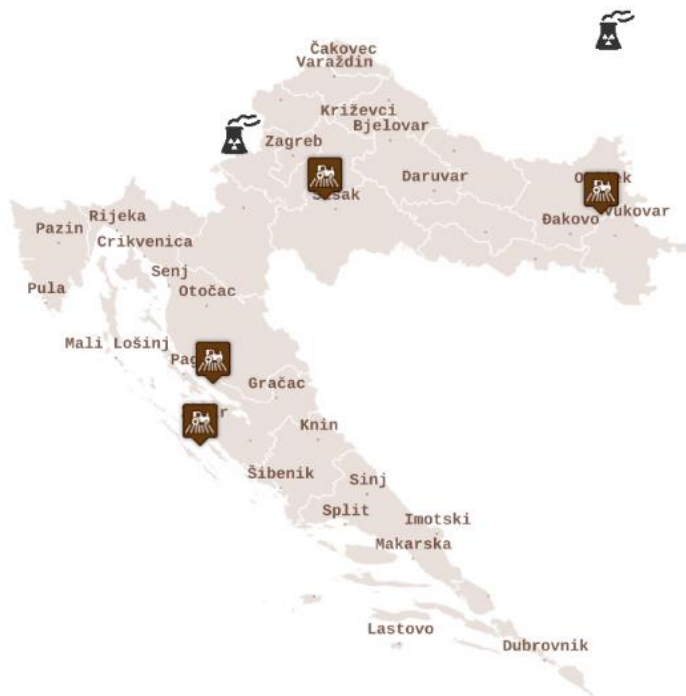 Čakovec
Varaždin
Križevci
Bjelovar
Zagreb
Daruvar
Vukovar
Đakovo
Rijeka
Pazin
Crikvenica
Senj
Pula
Otočac
Mali Lošinj
Gračac
Knin
Šibenik
Sinj
Split
Imotski
Makarska
Lastovo
Dubrovnik